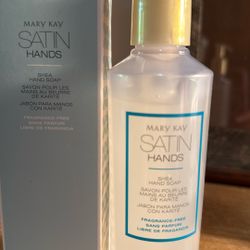 MARY KAY
SATIN
HANDS
SHEA
HAND SOAP
SAVON POUR LES
MAINS AU BEURRE
DE KARITÉ
JABÓN PARA MANOS
CON KARITÉ
FRAGRANCE-FREE
SANS PARFUM
LIBRE DE FRAGANCIA
MARY KAY
SATIN
HANDS
SHEA
HAND SOAP
SAVON POUR LES
MAINS AU BEURRE
DE KARITÉ
JABÓN PARA MANOS
CON KARITÉ
FRAGRANCE-FREE
SANS PARFUM
LIBRE DE FRAGANCIA